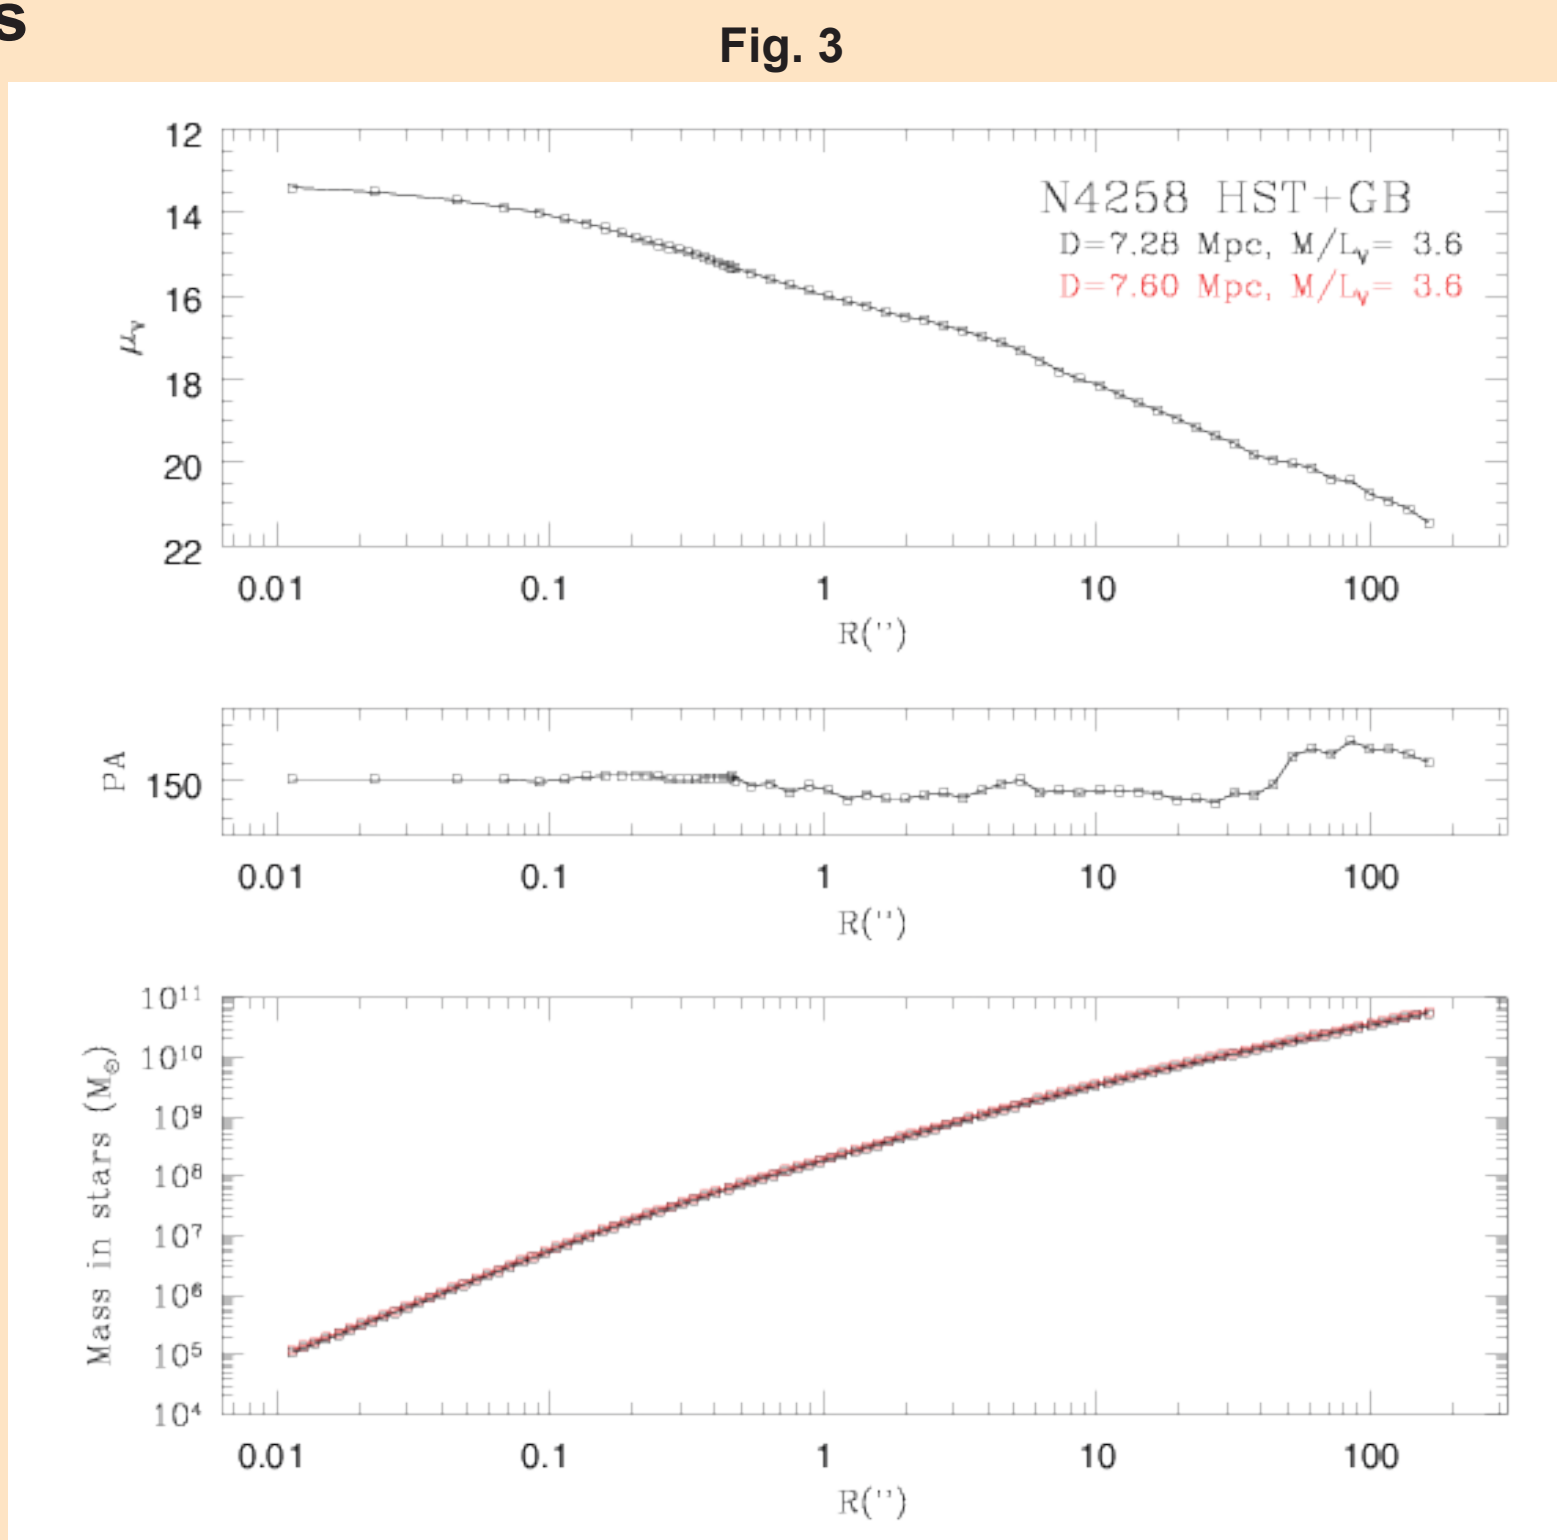 s
Fig. 3
12
14
16
18
20
22
μᵥ
N4258 HST+GB
D=7.28 Mpc, M/Lᵥ= 3.6
D=7.60 Mpc, M/Lᵥ= 3.6
0.01 0.1 1 10 100
R(")
PA
150
0.01 0.1 1 10 100
R(")
Mass in stars (M☉)
10¹¹
10¹⁰
10⁹
10⁸
10⁷
10⁶
10⁵
10⁴
0.01 0.1 1 10 100
R(")